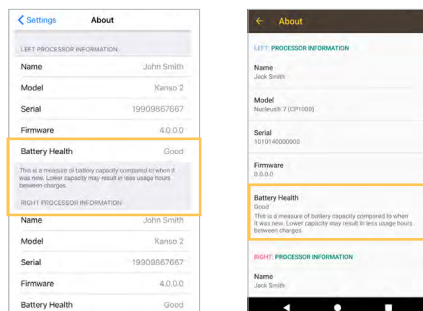 Settings
About
LEFT PROCESSOR INFORMATION
Name
John Smith
Model
Kanso 2
Serial
19909867667
Firmware
4.0.0.0
Battery Health
Good
This is a measure of battery capacity compared to when it
was new. Lower capacity may result in less usage hours
between charges.
RIGHT PROCESSOR INFORMATION
Name
John Smith
Model
Kanso 2
Serial
19909867667
Firmware
4.0.0.0
Battery Health
Good
About
LEFT: PROCESSOR INFORMATION
Name
Jack Smith
Model
Nucleus® 7 (CP1000)
Serial
1010140000000
Firmware
0.0.0.0
Battery Health
Good
This is a measure of battery capacity compared to when
it was new. Lower capacity may result in less usage hours
between charges.
RIGHT: PROCESSOR INFORMATION
Name
Jack Smith